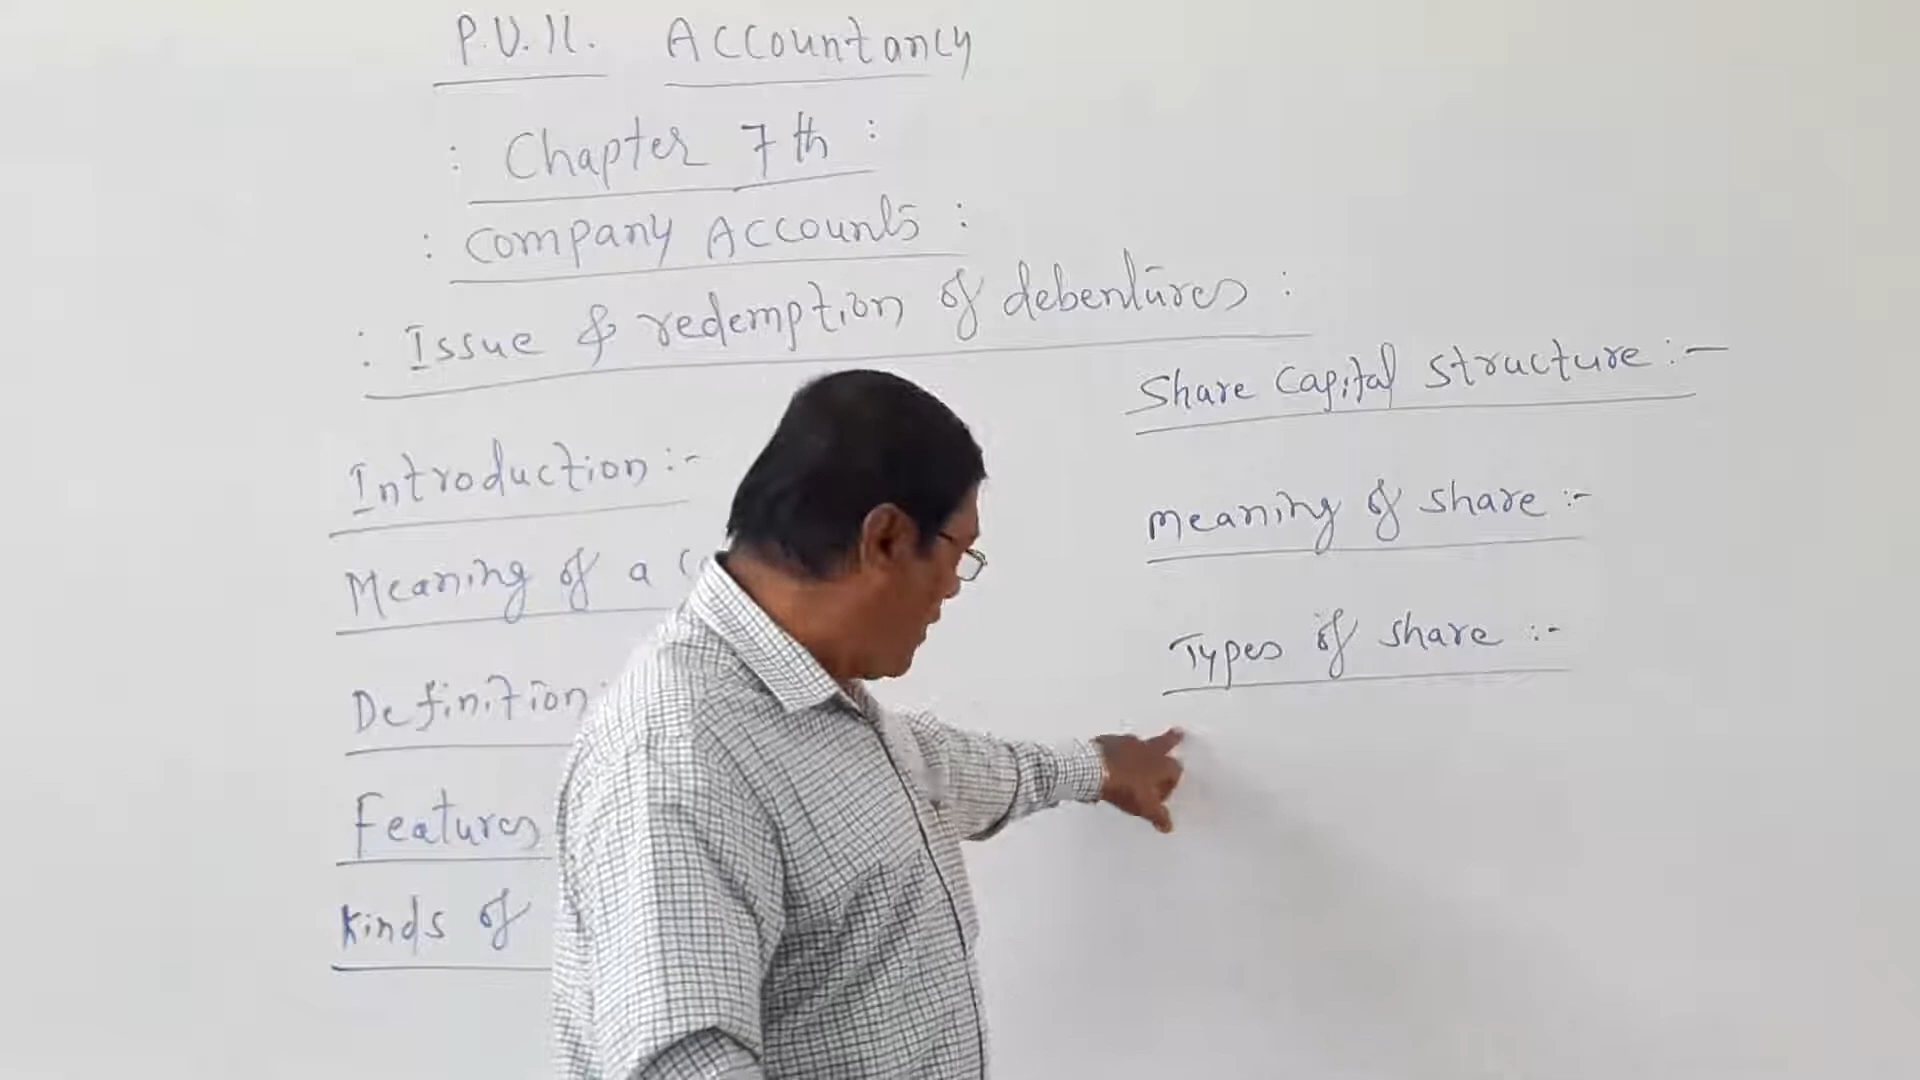 P.U.II. Accountancy
: Chapter 7th :
: Company Accounts :
: Issue & redemption of debentures :
Introduction :-
Meaning of a
Definition
Features
Kinds of
Share Capital Structure :-
Meaning of share :-
Types of share :-